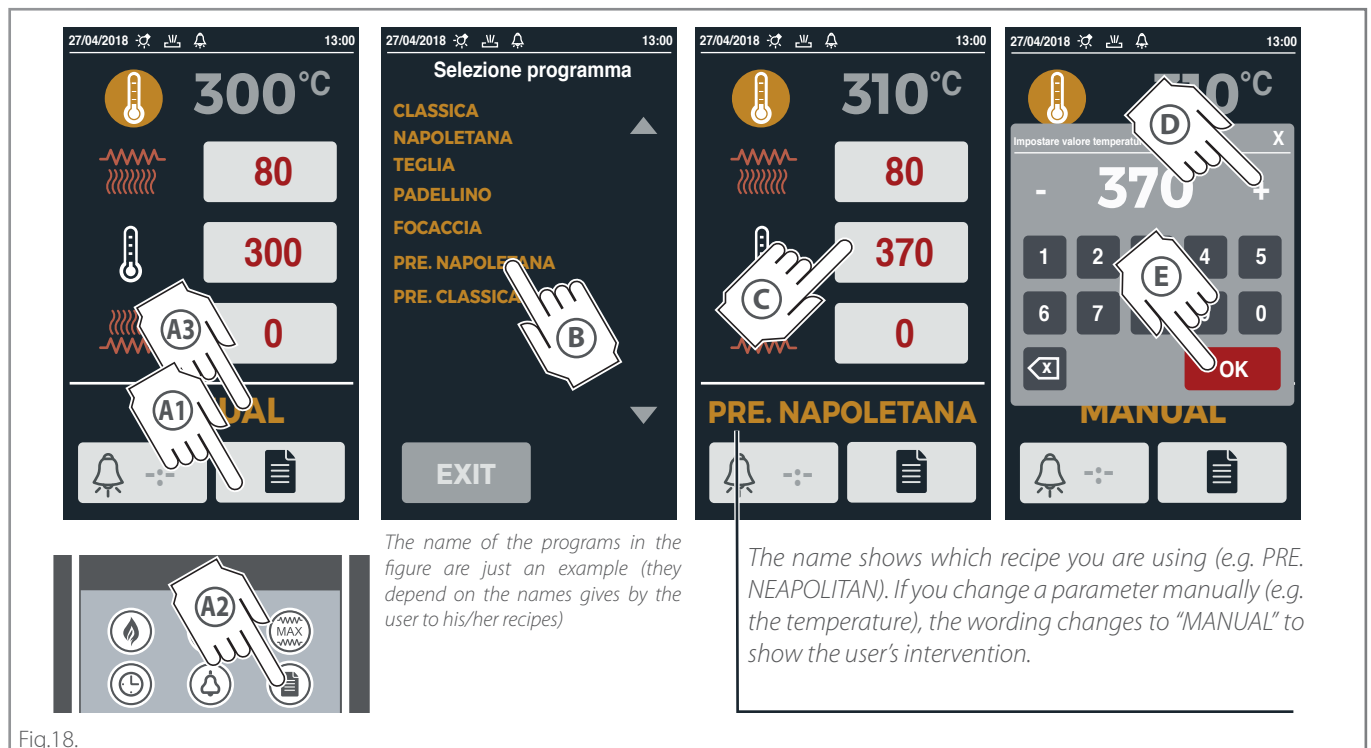 27/04/2018 13:00
300°C
80
300
0
A3
A1
UAL
-:-
27/04/2018 13:00
Selezione programma
CLASSICA
NAPOLETANA
TEGLIA
PADELLINO
FOCACCIA
PRE. NAPOLETANA
PRE. CLASSICA
B
EXIT
27/04/2018 13:00
310°C
80
370
C
0
PRE. NAPOLETANA
-:-
27/04/2018 13:00
0°C
D
Impostare valore X
- 370 +
1 2 4 5
E
6 7 0
X OK
MANUAL
-:-
A2
MAX
The name of the programs in the
figure are just an example (they
depend on the names gives by the
user to his/her recipes)
The name shows which recipe you are using (e.g. PRE.
NEAPOLITAN). If you change a parameter manually (e.g.
the temperature), the wording changes to “MANUAL” to
show the user’s intervention.
Fig.18.